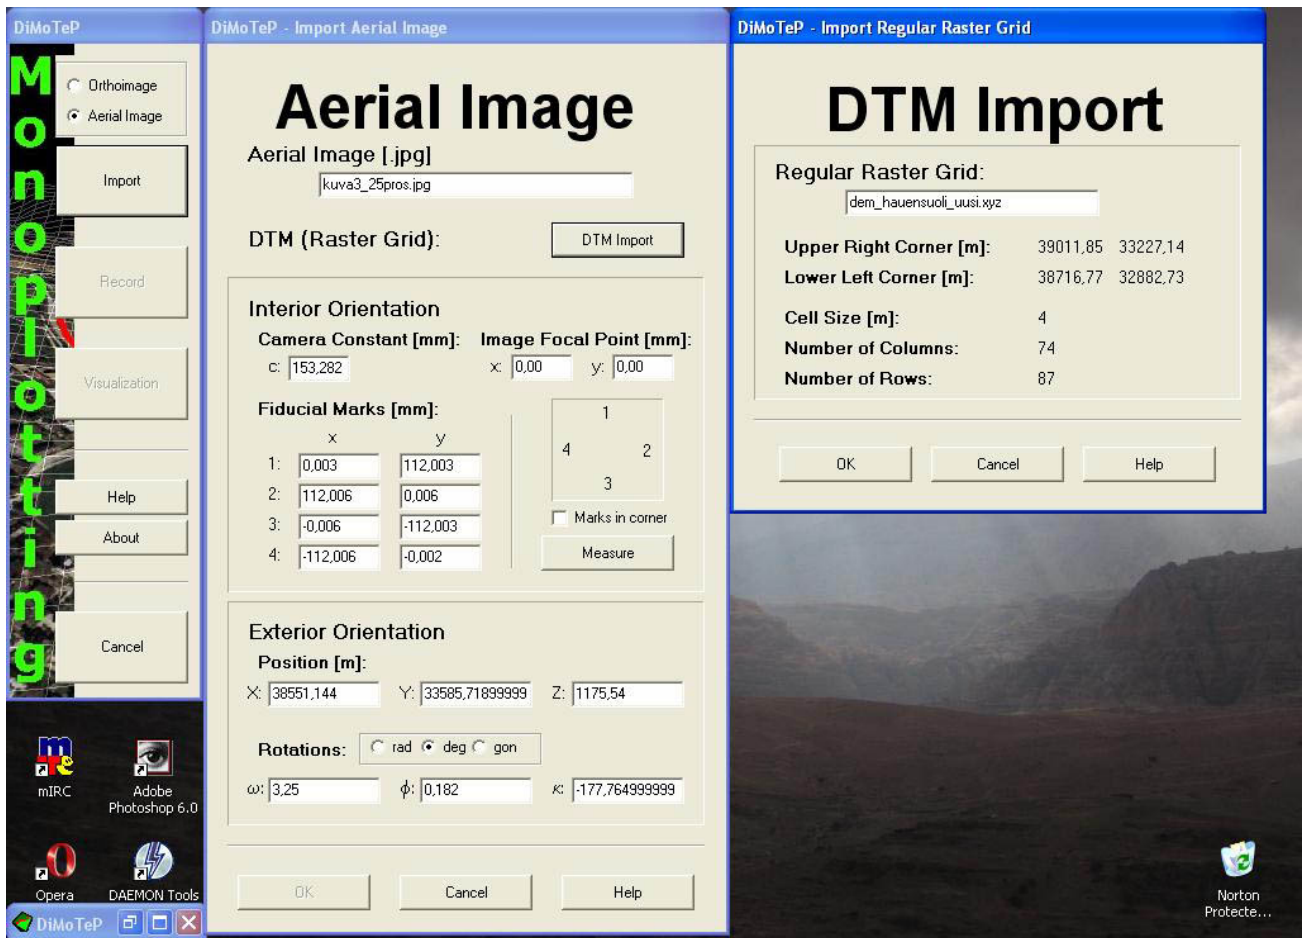 DiMoTeP
Monoplotting
Orthoimage
Aerial Image
Import
Record
Visualization
Help
About
Cancel
DiMoTeP - Import Aerial Image
Aerial Image
Aerial Image [.jpg]
kuva3_25pros.jpg
DTM (Raster Grid):
DTM Import
Interior Orientation
Camera Constant [mm]: Image Focal Point [mm]:
c: 153,282 x: 0,00 y: 0,00
Fiducial Marks [mm]:
x y
1: 0,003 112,003
2: 112,006 0,006
3: -0,006 -112,003
4: -112,006 -0,002
1
4 2
3
Marks in corner
Measure
Exterior Orientation
Position [m]:
X: 38551,144 Y: 33585,71899999 Z: 1175,54
Rotations: rad deg gon
ω: 3,25 ϕ: 0,182 κ: -177,764999999
OK Cancel Help
DiMoTeP - Import Regular Raster Grid
DTM Import
Regular Raster Grid:
dem_hauensuoli_uusi.xyz
Upper Right Corner [m]: 39011,85 33227,14
Lower Left Corner [m]: 38716,77 32882,73
Cell Size [m]: 4
Number of Columns: 74
Number of Rows: 87
OK Cancel Help
mIRC
Adobe
Photoshop 6.0
Opera
DAEMON Tools
DiMoTeP
Norton
Protecte...